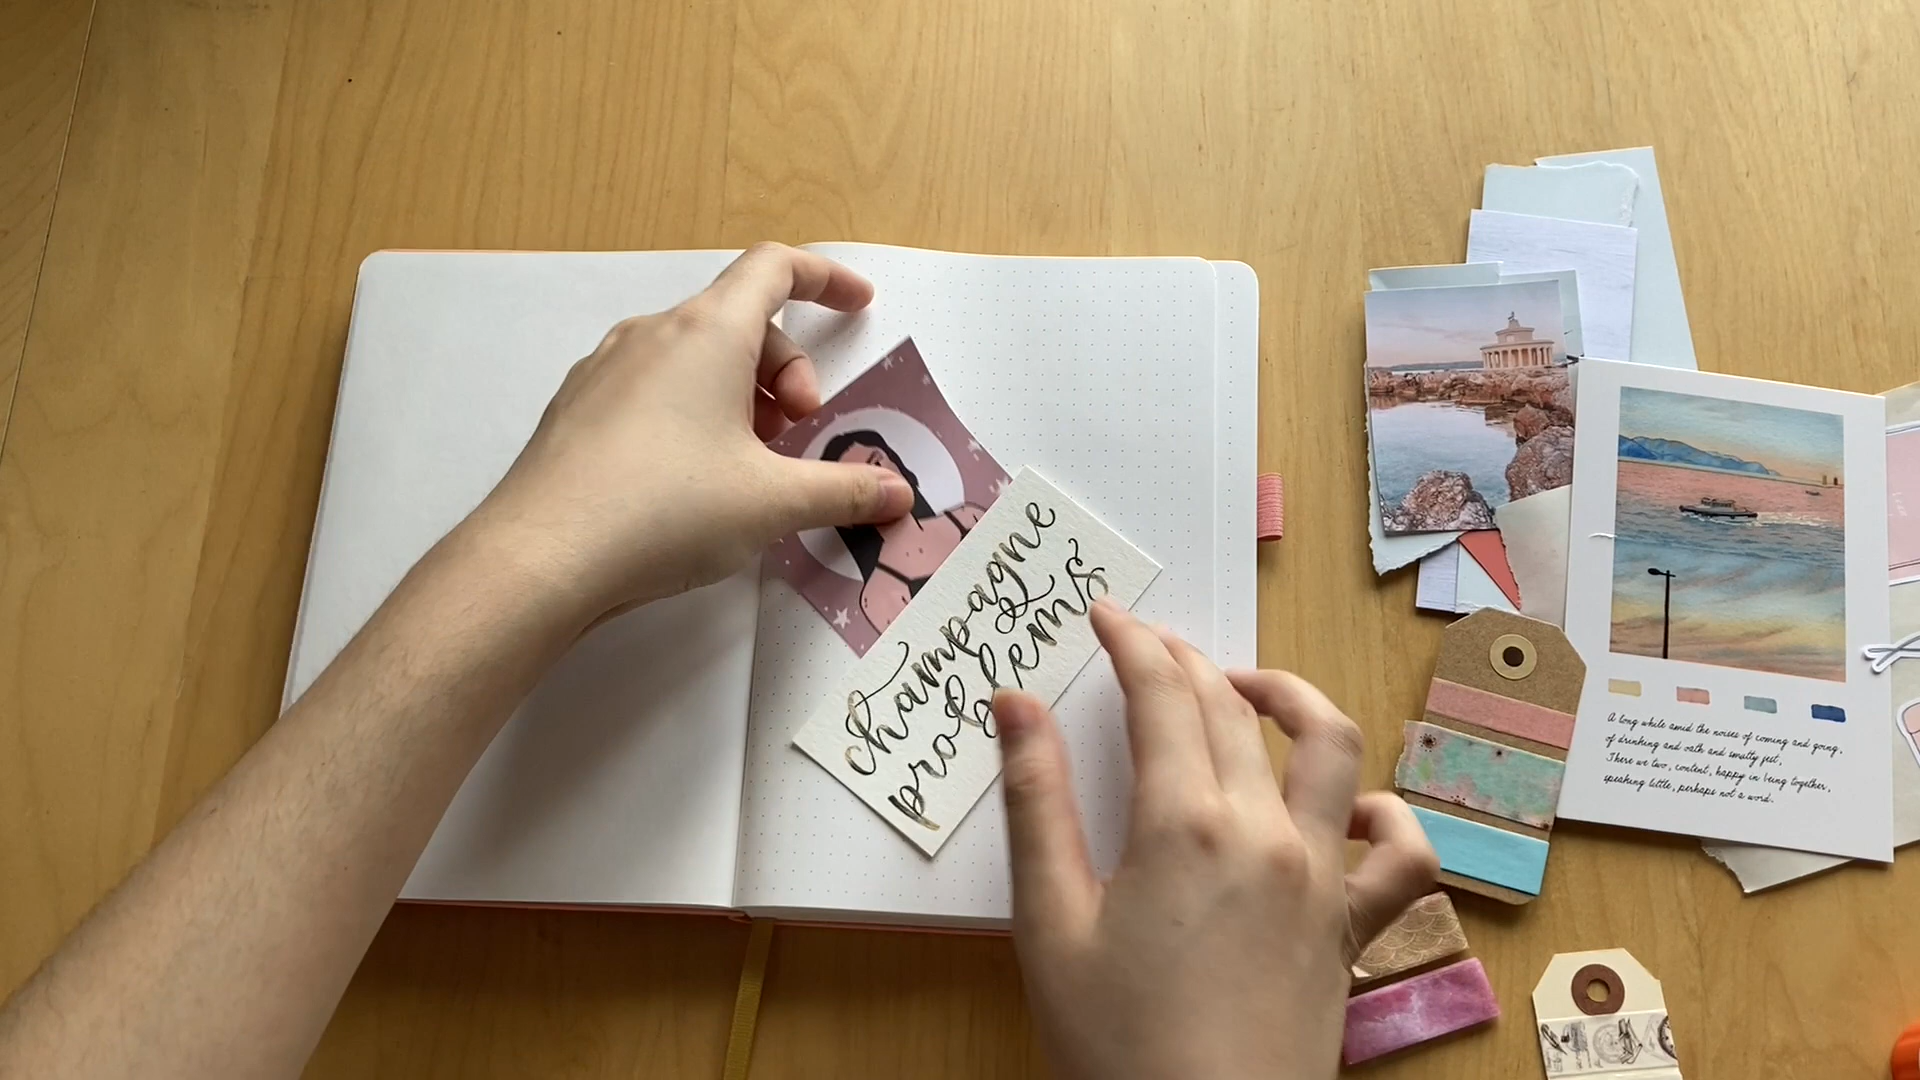 champagne
problems
A long while amid the noises of coming and going,
of drinking and oath and smutty jest,
There we two, content, happy in being together,
speaking little, perhaps not a word.